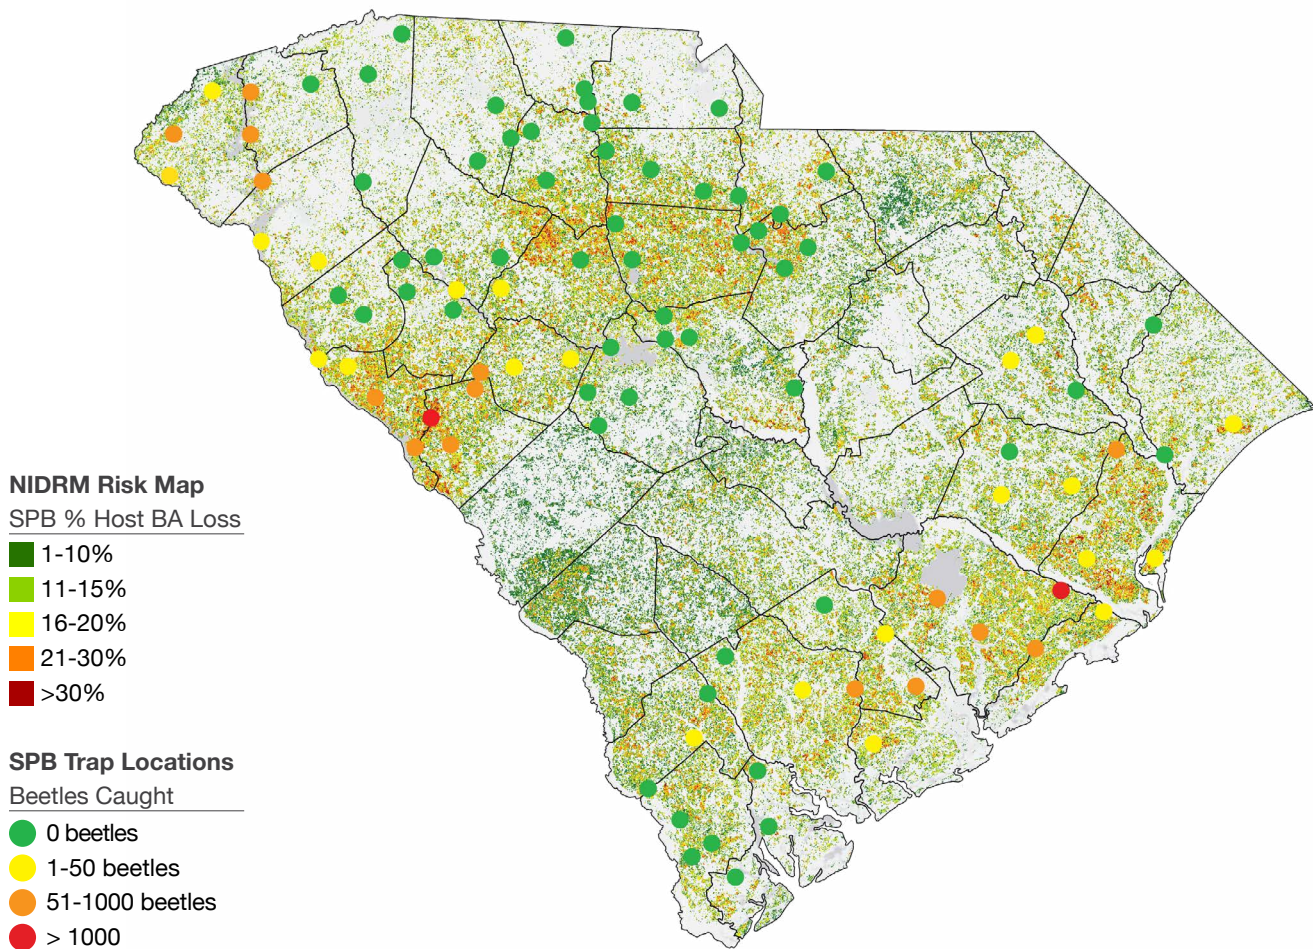 NIDRM Risk Map
SPB % Host BA Loss
1-10%
11-15%
16-20%
21-30%
>30%
SPB Trap Locations
Beetles Caught
0 beetles
1-50 beetles
51-1000 beetles
> 1000